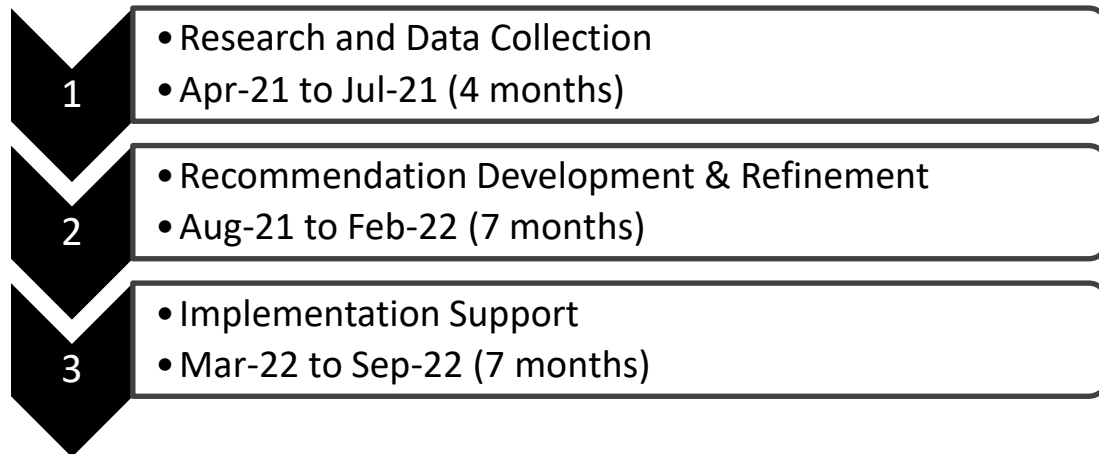 1
• Research and Data Collection
• Apr-21 to Jul-21 (4 months)
2
• Recommendation Development & Refinement
• Aug-21 to Feb-22 (7 months)
3
• Implementation Support
• Mar-22 to Sep-22 (7 months)